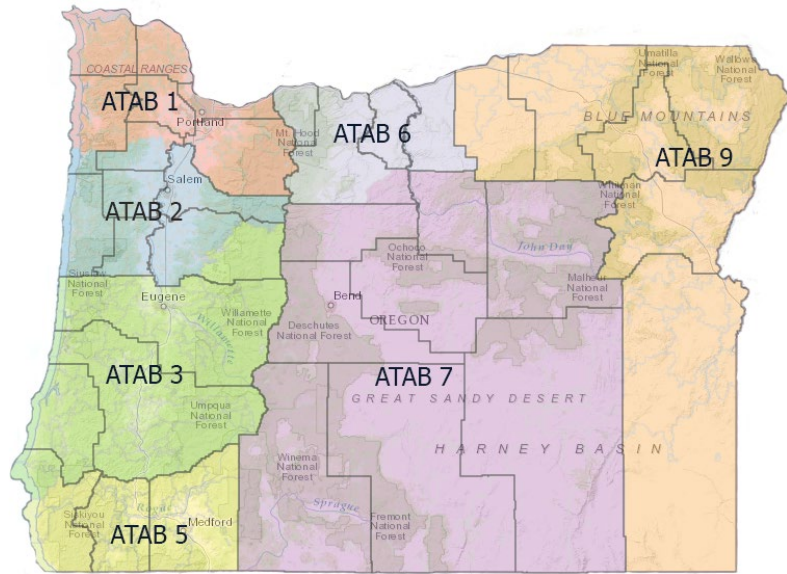 Umatilla
National
Forest
Wallowa
National
Forest
COASTAL RANGES
ATAB 1
Portland
BLUE MOUNTAINS
Mt. Hood
National
Forest
ATAB 6
ATAB 9
Salem
Whitman
National
Forest
ATAB 2
John Day
Ochoco
National
Forest
Siuslaw
National
Forest
Malheur
National
Forest
Eugene
Willamette
National
Forest
Willamette
Bend
Deschutes
National Forest
OREGON
ATAB 3
ATAB 7
GREAT SANDY DESERT
Umpqua
National
Forest
HARNEY BASIN
Winema
National
Forest
Siskiyou
National
Forest
Rogue
Medford
ATAB 5
Sprague
Fremont
National
Forest